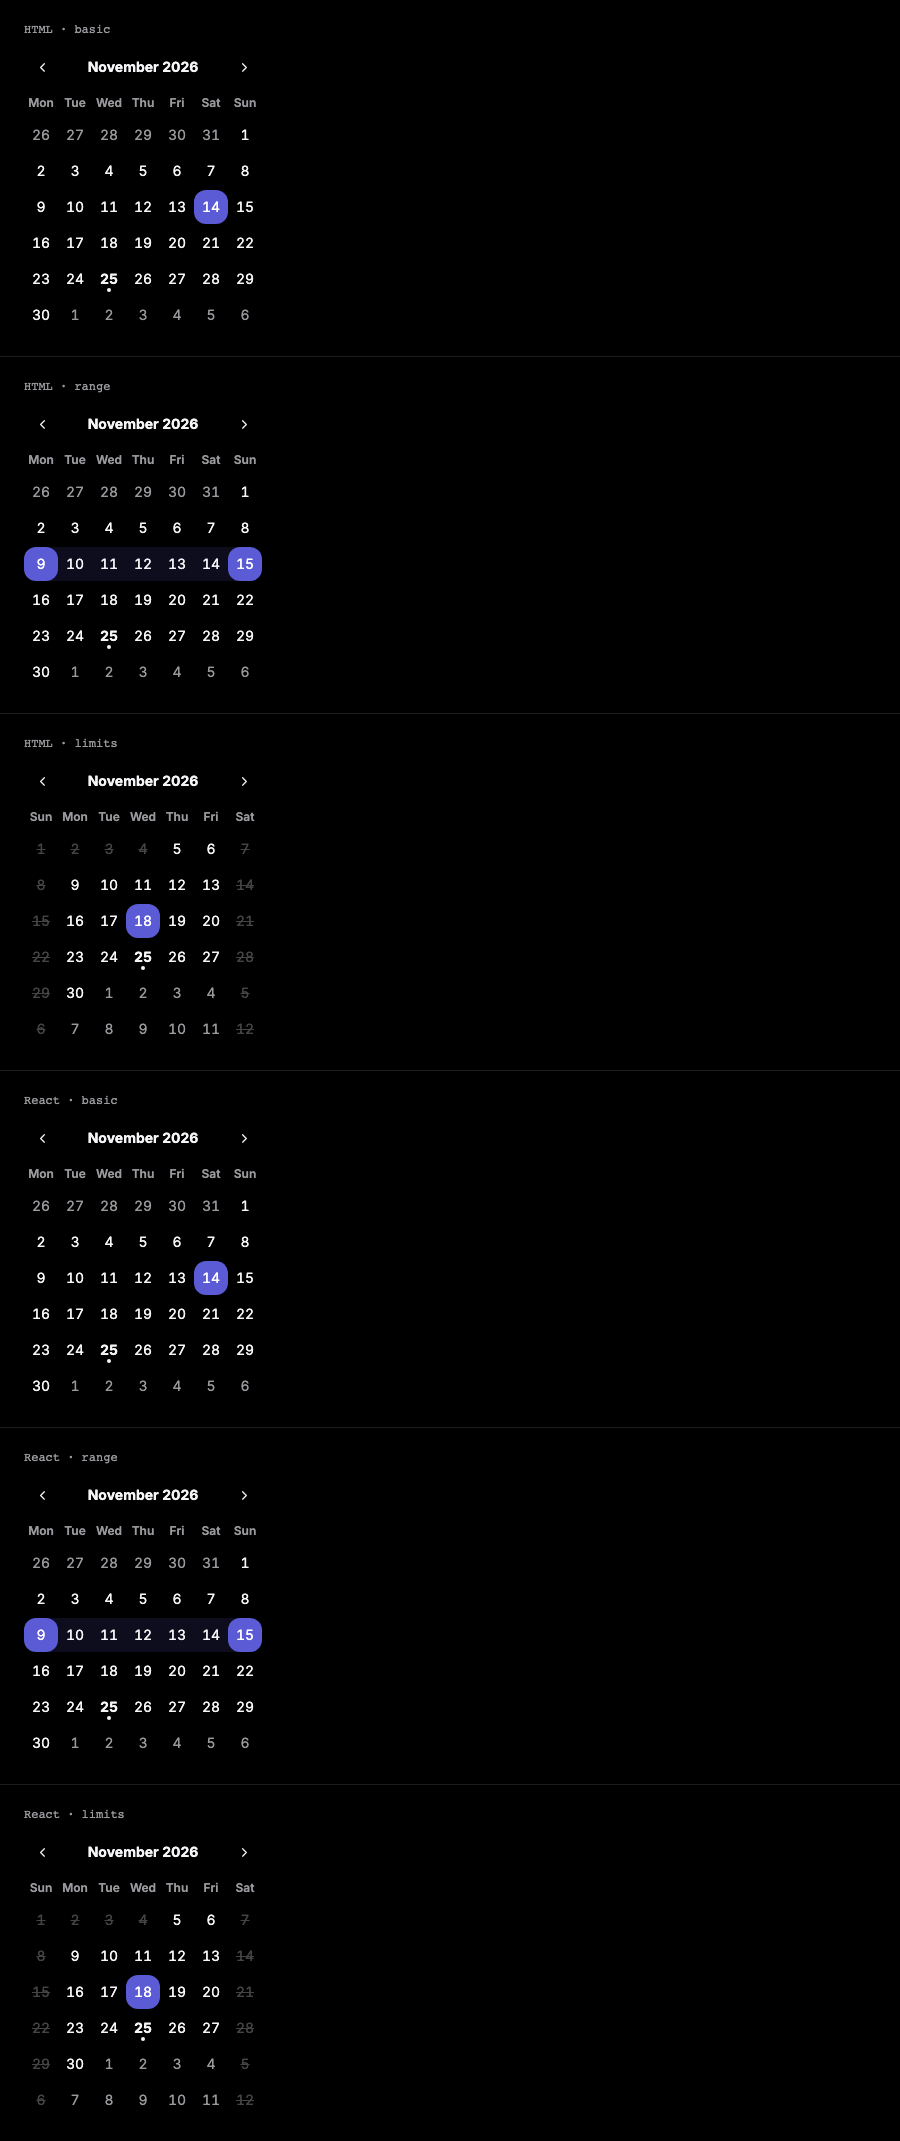 HTML · basic
November 2026
Mon Tue Wed Thu Fri Sat Sun
26 27 28 29 30 31 1
2 3 4 5 6 7 8
9 10 11 12 13 14 15
16 17 18 19 20 21 22
23 24 25 26 27 28 29
30 1 2 3 4 5 6
HTML · range
November 2026
Mon Tue Wed Thu Fri Sat Sun
26 27 28 29 30 31 1
2 3 4 5 6 7 8
9 10 11 12 13 14 15
16 17 18 19 20 21 22
23 24 25 26 27 28 29
30 1 2 3 4 5 6
HTML · limits
November 2026
Sun Mon Tue Wed Thu Fri Sat
1 2 3 4 5 6 7
8 9 10 11 12 13 14
15 16 17 18 19 20 21
22 23 24 25 26 27 28
29 30 1 2 3 4 5
6 7 8 9 10 11 12
React · basic
November 2026
Mon Tue Wed Thu Fri Sat Sun
26 27 28 29 30 31 1
2 3 4 5 6 7 8
9 10 11 12 13 14 15
16 17 18 19 20 21 22
23 24 25 26 27 28 29
30 1 2 3 4 5 6
React · range
November 2026
Mon Tue Wed Thu Fri Sat Sun
26 27 28 29 30 31 1
2 3 4 5 6 7 8
9 10 11 12 13 14 15
16 17 18 19 20 21 22
23 24 25 26 27 28 29
30 1 2 3 4 5 6
React · limits
November 2026
Sun Mon Tue Wed Thu Fri Sat
1 2 3 4 5 6 7
8 9 10 11 12 13 14
15 16 17 18 19 20 21
22 23 24 25 26 27 28
29 30 1 2 3 4 5
6 7 8 9 10 11 12